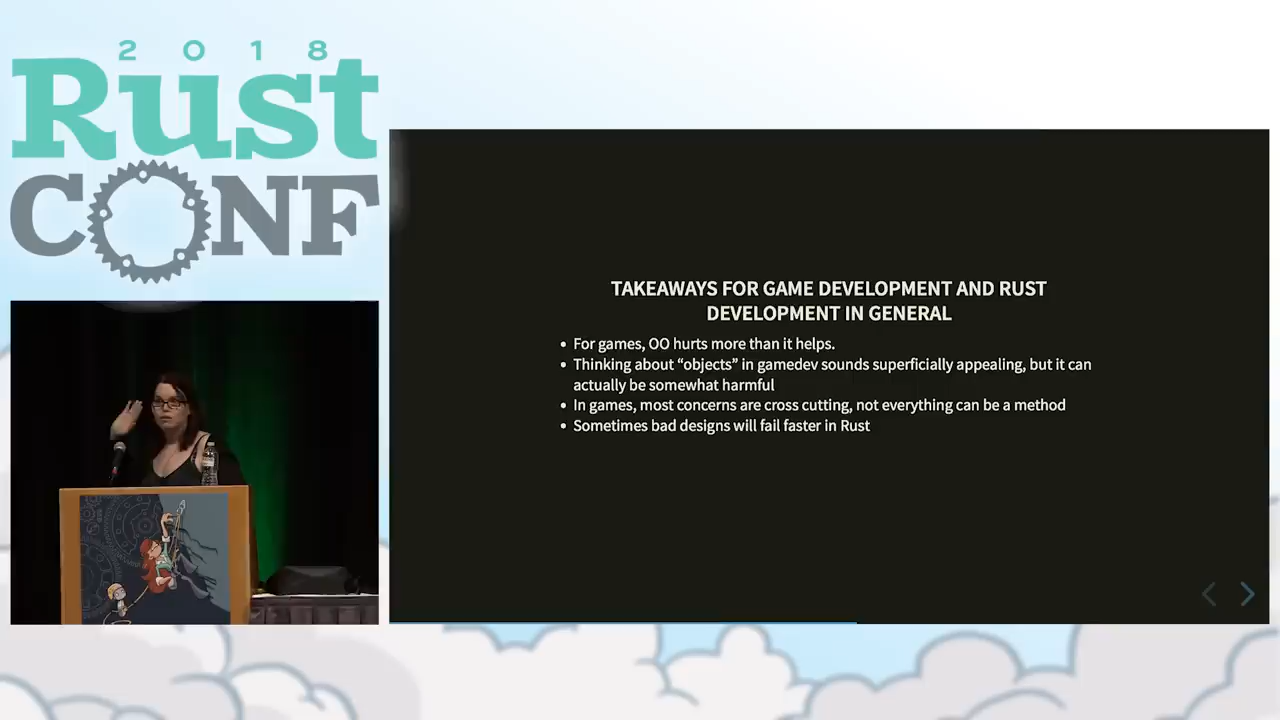 2018
Rust
CONF
TAKEAWAYS FOR GAME DEVELOPMENT AND RUST
DEVELOPMENT IN GENERAL
• For games, OO hurts more than it helps.
• Thinking about “objects” in gamedev sounds superficially appealing, but it can
actually be somewhat harmful
• In games, most concerns are cross cutting, not everything can be a method
• Sometimes bad designs will fail faster in Rust